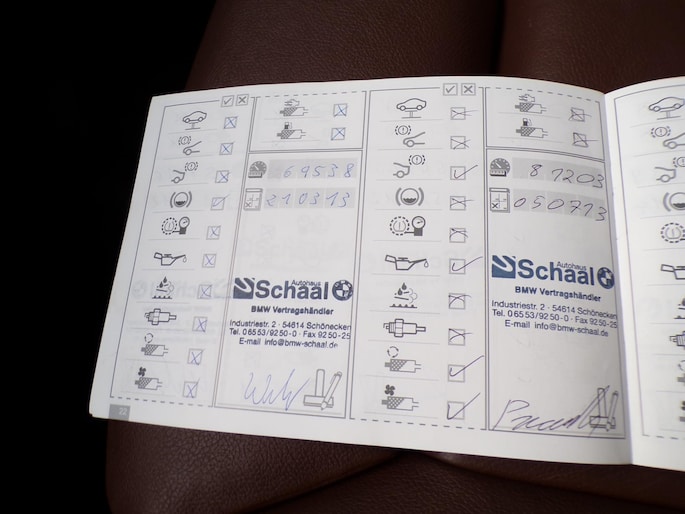 69538
210313
Autohaus
Schaal
BMW Vertragshändler
Industriestr. 2 · 54614 Schönecken
Tel. 06553/9250-0 · Fax 9250-25
E-mail info@bmw-schaal.de
22
81203
050713
Autohaus
Schaal
BMW Vertragshändler
Industriestr. 2 · 54614 Schönecken
Tel. 06553/9250-0 · Fax 9250-25
E-mail info@bmw-schaal.de